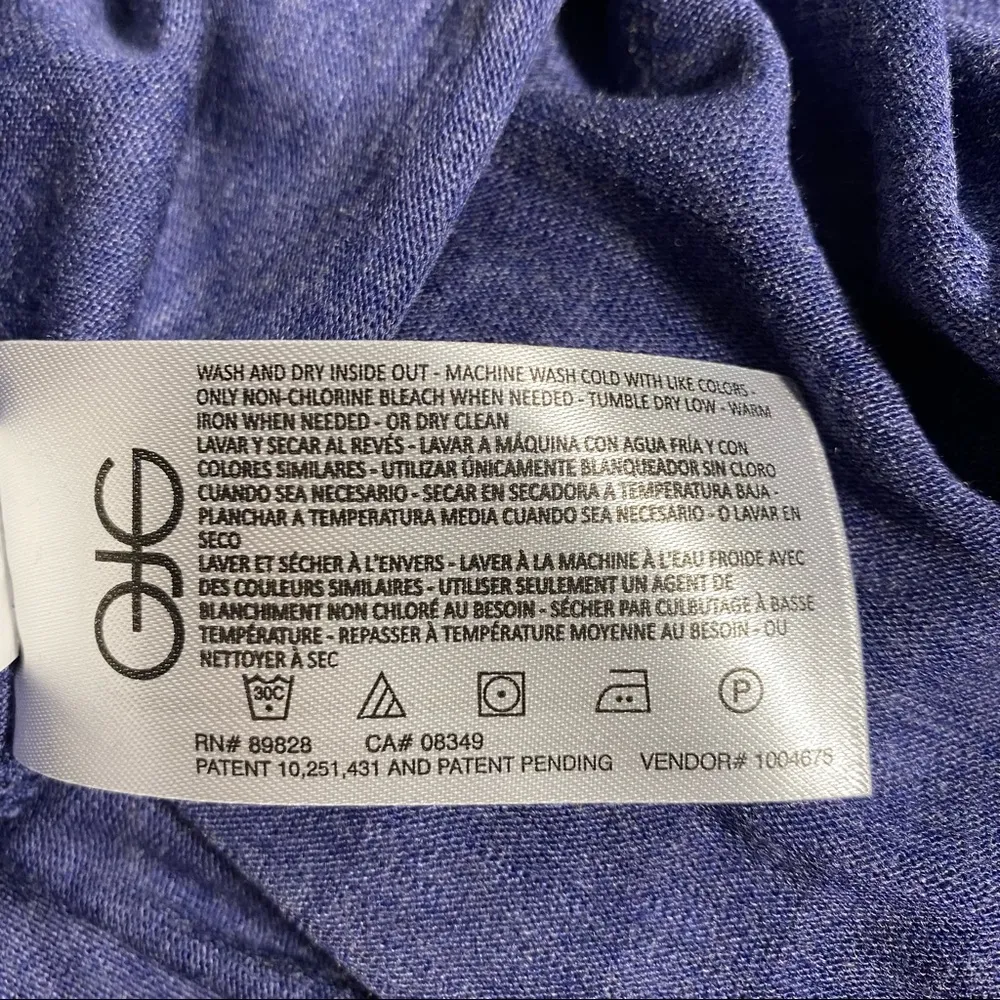 WASH AND DRY INSIDE OUT - MACHINE WASH COLD WITH LIKE COLORS -
ONLY NON-CHLORINE BLEACH WHEN NEEDED - TUMBLE DRY LOW - WARM
IRON WHEN NEEDED - OR DRY CLEAN
LAVAR Y SECAR AL REVÉS - LAVAR A MÁQUINA CON AGUA FRÍA Y CON
COLORES SIMILARES - UTILIZAR ÚNICAMENTE BLANQUEADOR SIN CLORO
CUANDO SEA NECESARIO - SECAR EN SECADORA A TEMPERATURA BAJA -
PLANCHAR A TEMPERATURA MEDIA CUANDO SEA NECESARIO - O LAVAR EN
SECO
LAVER ET SÉCHER À L'ENVERS - LAVER À LA MACHINE À L'EAU FROIDE AVEC
DES COULEURS SIMILAIRES - UTILISER SEULEMENT UN AGENT DE
BLANCHIMENT NON CHLORÉ AU BESOIN - SÉCHER PAR CULBUTAGE À BASSE
TEMPÉRATURE - REPASSER À TEMPÉRATURE MOYENNE AU BESOIN - OU
NETTOYER À SEC
30C
P
RN# 89828 CA# 08349
PATENT 10,251,431 AND PATENT PENDING VENDOR# 1004675